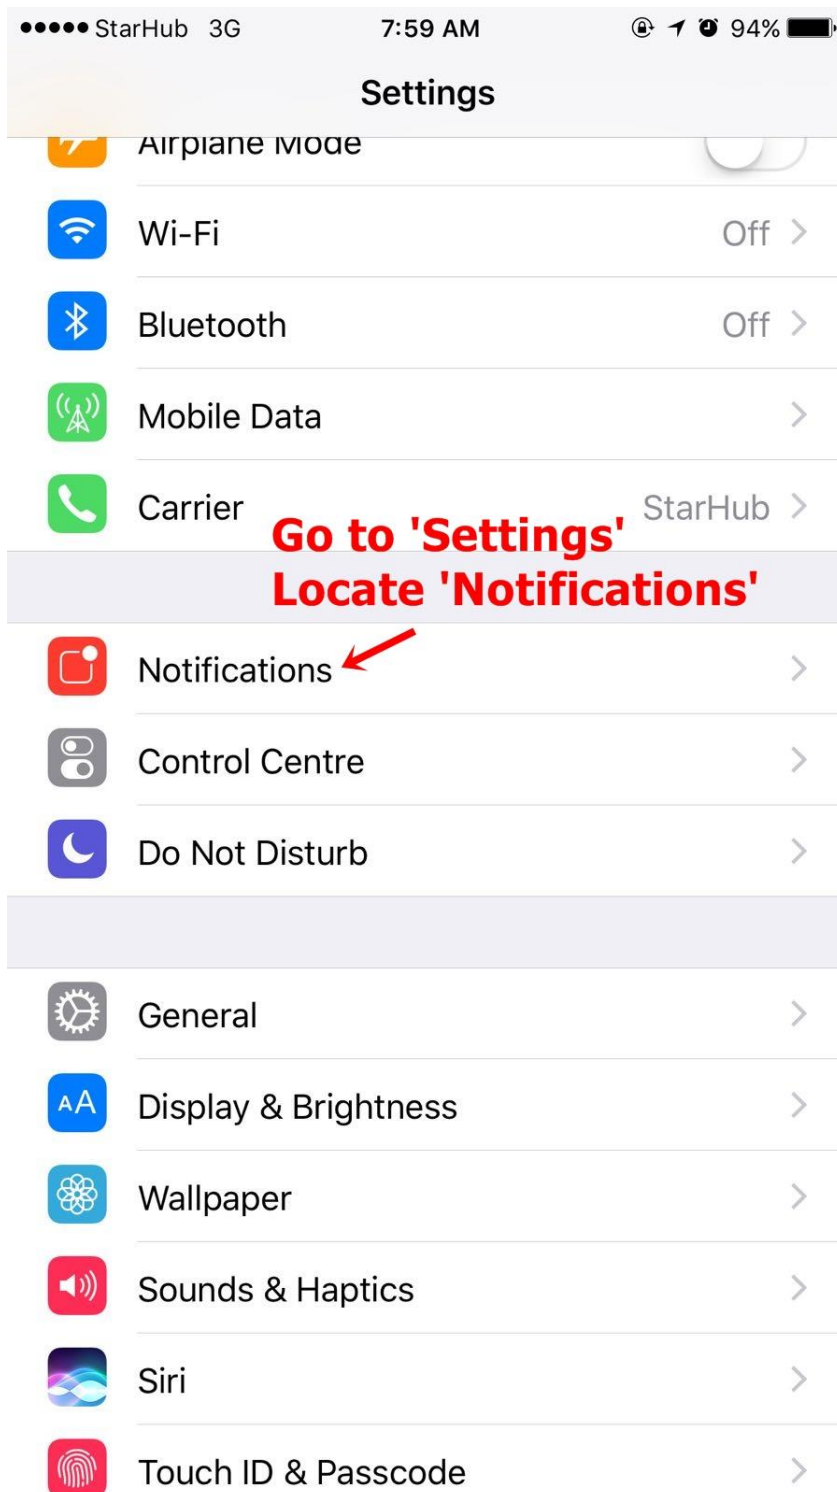 StarHub 3G 7:59 AM 94%
Settings
Airplane Mode
Wi-Fi Off
Bluetooth Off
Mobile Data
Carrier StarHub
Go to 'Settings'
Locate 'Notifications'
Notifications
Control Centre
Do Not Disturb
General
AA Display & Brightness
Wallpaper
Sounds & Haptics
Siri
Touch ID & Passcode